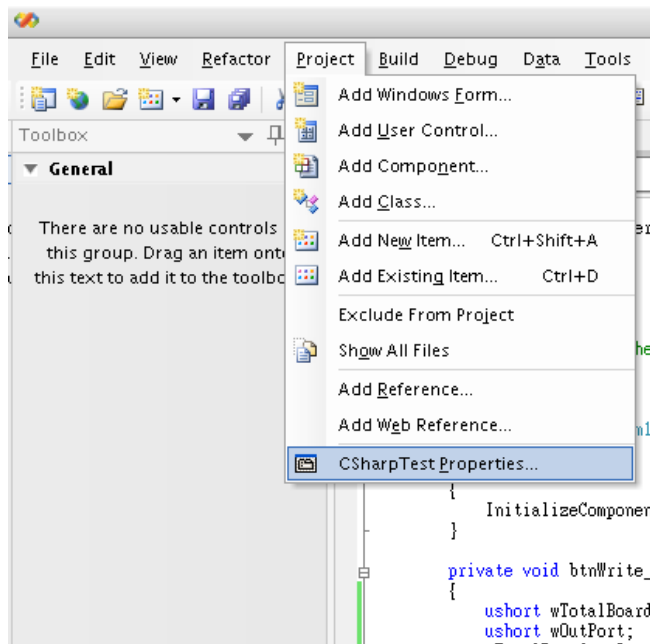 File Edit View Refactor Project Build Debug Data Tools
Toolbox
General
There are no usable controls
this group. Drag an item onto
this text to add it to the toolbo
Add Windows Form...
Add User Control...
Add Component...
Add Class...
Add New Item... Ctrl+Shift+A
Add Existing Item... Ctrl+D
Exclude From Project
Show All Files
Add Reference...
Add Web Reference...
CSharpTest Properties...
{
InitializeComponen
}
private void btnWrite_
{
ushort wTotalBoard
ushort wOutPort;